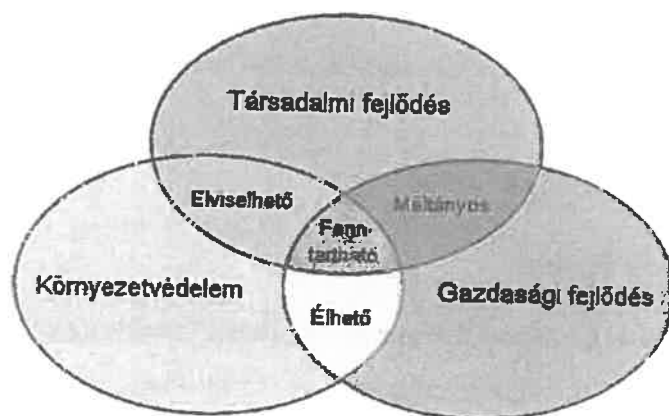 Társadalmi fejlődés
Elviselhető
Méltányos
Fenn-
tartható
Környezetvédelem
Gazdasági fejlődés
Élhető